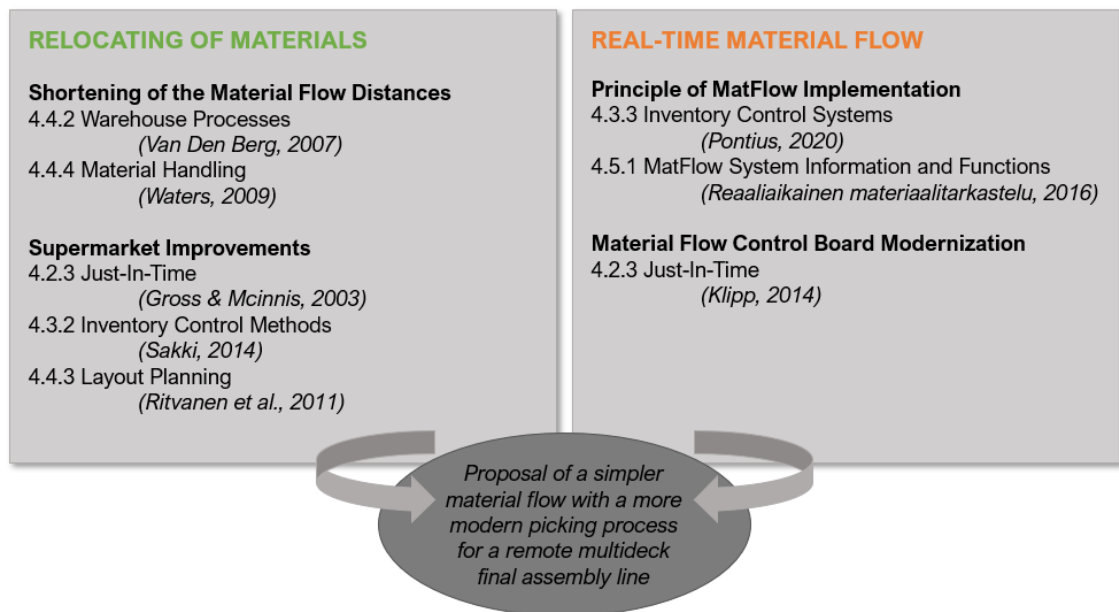 RELOCATING OF MATERIALS
Shortening of the Material Flow Distances
4.4.2 Warehouse Processes
(Van Den Berg, 2007)
4.4.4 Material Handling
(Waters, 2009)
Supermarket Improvements
4.2.3 Just-In-Time
(Gross & Mcinnis, 2003)
4.3.2 Inventory Control Methods
(Sakki, 2014)
4.4.3 Layout Planning
(Ritvanen et al., 2011)
REAL-TIME MATERIAL FLOW
Principle of MatFlow Implementation
4.3.3 Inventory Control Systems
(Pontius, 2020)
4.5.1 MatFlow System Information and Functions
(Reaaliaikainen materiaalitarkastelu, 2016)
Material Flow Control Board Modernization
4.2.3 Just-In-Time
(Klipp, 2014)
Proposal of a simpler
material flow with a more
modern picking process
for a remote multideck
final assembly line